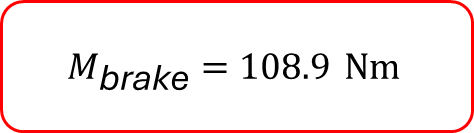 M_brake = 108.9 Nm